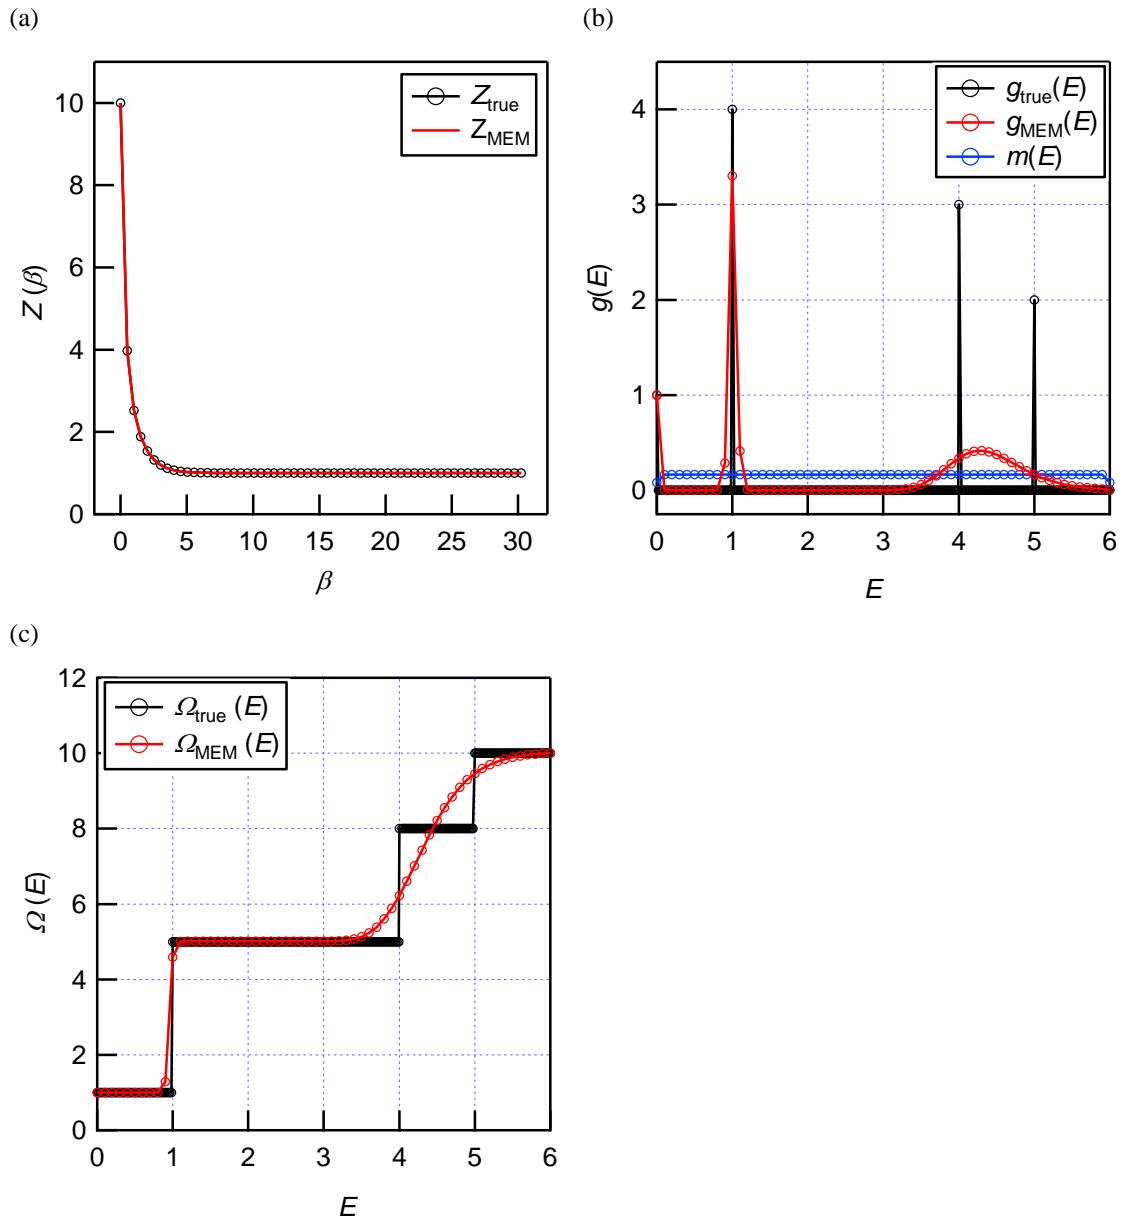 (a)
10
8
6
4
2
0
Z (β)
0 5 10 15 20 25 30
β
Z_true
Z_MEM
(b)
4
3
2
1
0
g(E)
0 1 2 3 4 5 6
E
g_true(E)
g_MEM(E)
m(E)
(c)
12
10
8
6
4
2
0
Ω (E)
0 1 2 3 4 5 6
E
Ω_true (E)
Ω_MEM (E)